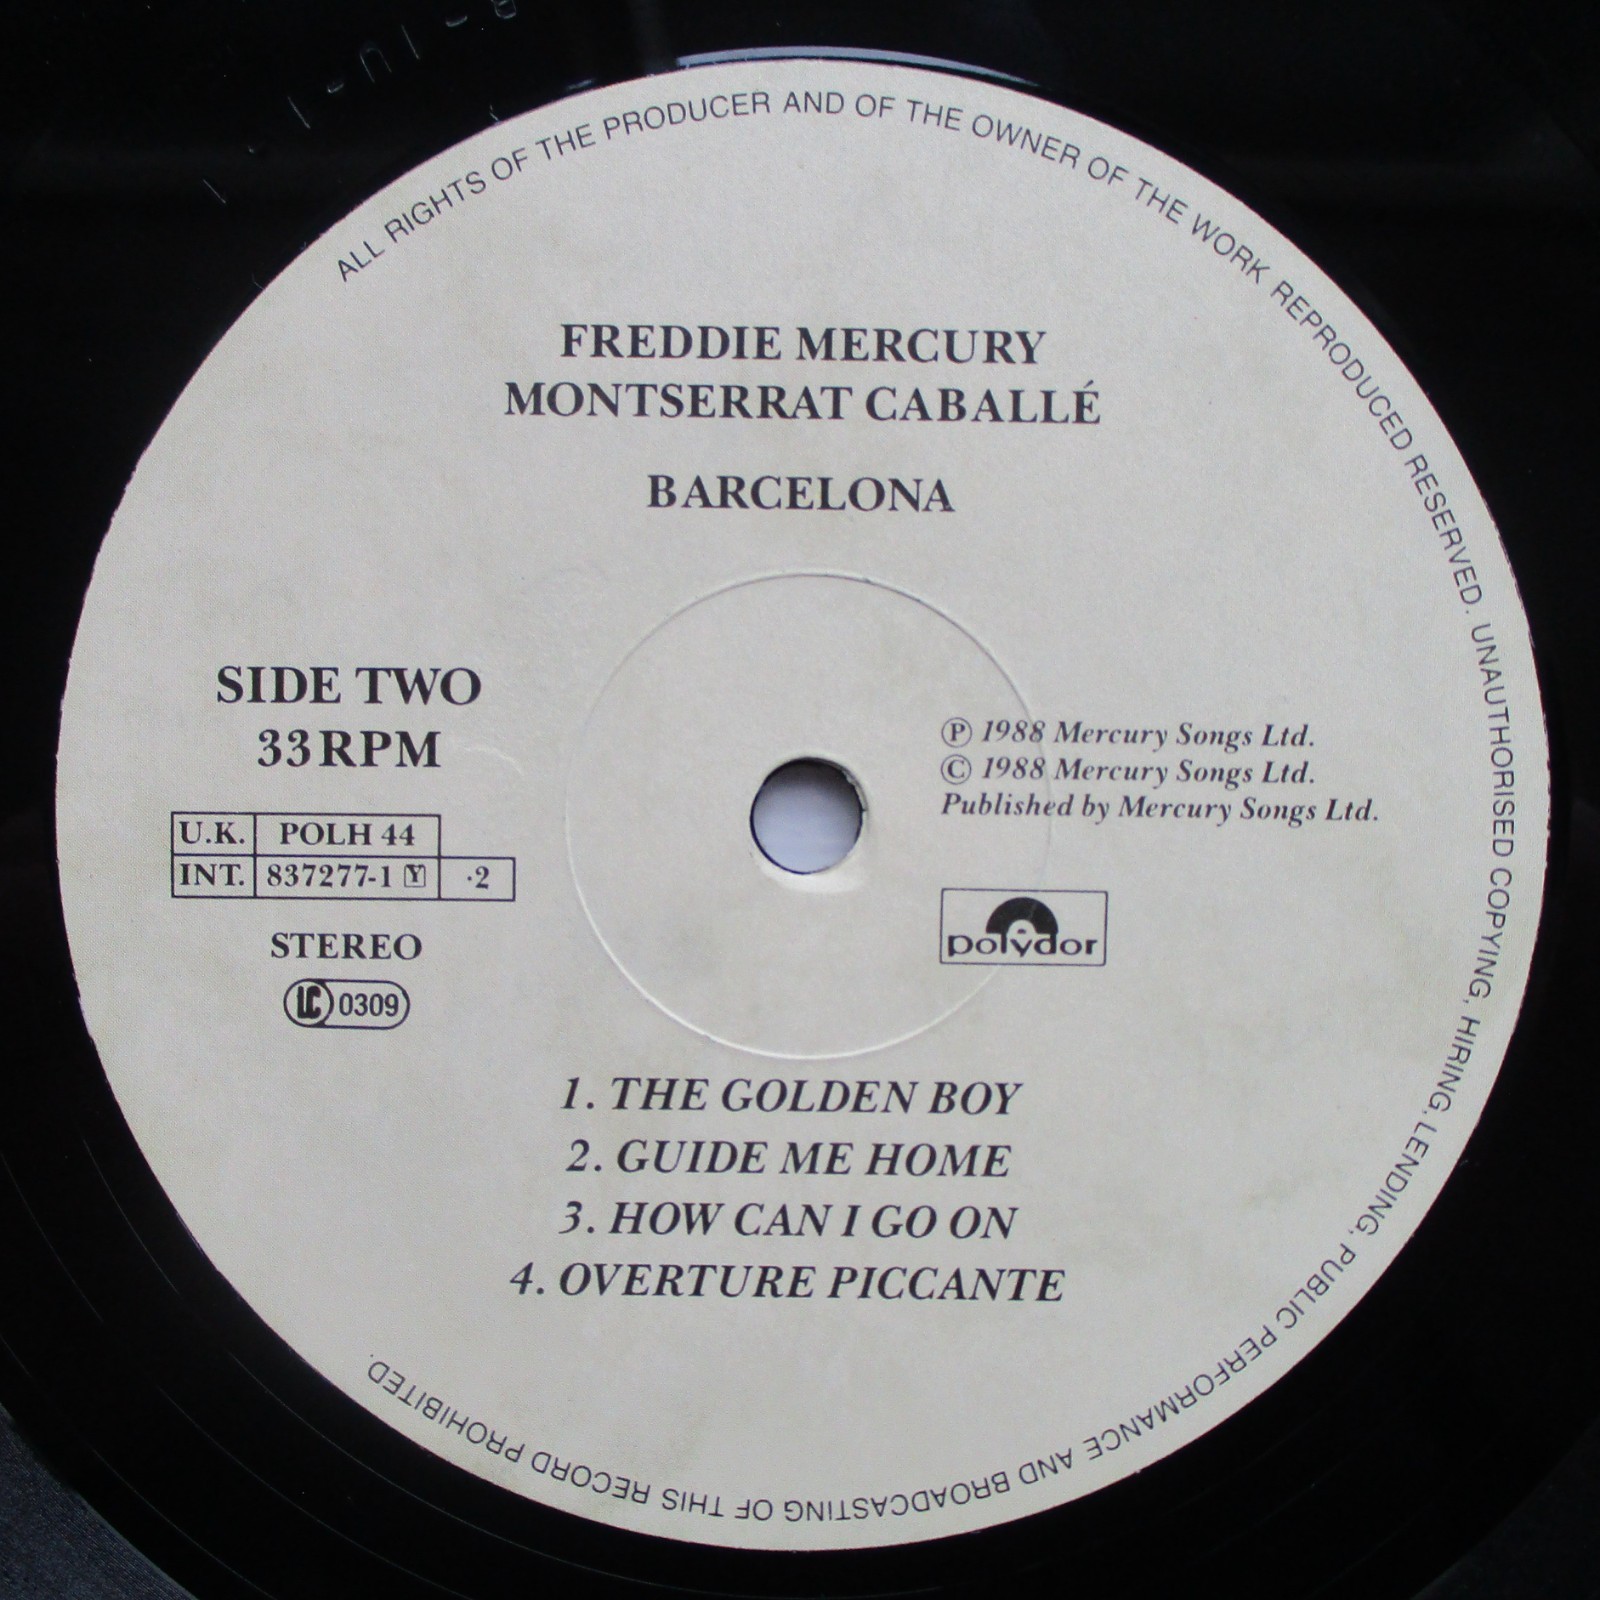 ALL RIGHTS OF THE PRODUCER AND OF THE OWNER OF THE WORK REPRODUCED RESERVED. UNAUTHORISED COPYING, HIRING, LENDING, PUBLIC PERFORMANCE AND BROADCASTING OF THIS RECORD PROHIBITED.
FREDDIE MERCURY
MONTSERRAT CABALLÉ
BARCELONA
SIDE TWO
33RPM
U.K. POLH 44
INT. 837277-1 Y ·2
STEREO
LC 0309
Ⓟ 1988 Mercury Songs Ltd.
© 1988 Mercury Songs Ltd.
Published by Mercury Songs Ltd.
polydor
1. THE GOLDEN BOY
2. GUIDE ME HOME
3. HOW CAN I GO ON
4. OVERTURE PICCANTE